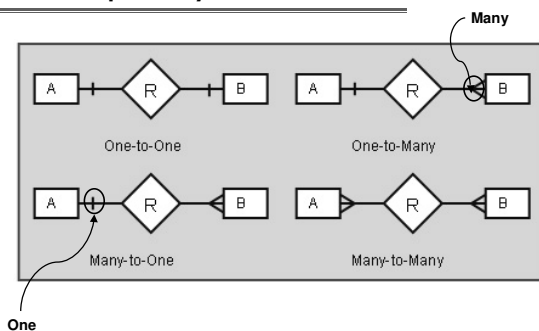 Many
A R B A R B
One-to-One One-to-Many
A R B A R B
Many-to-One Many-to-Many
One